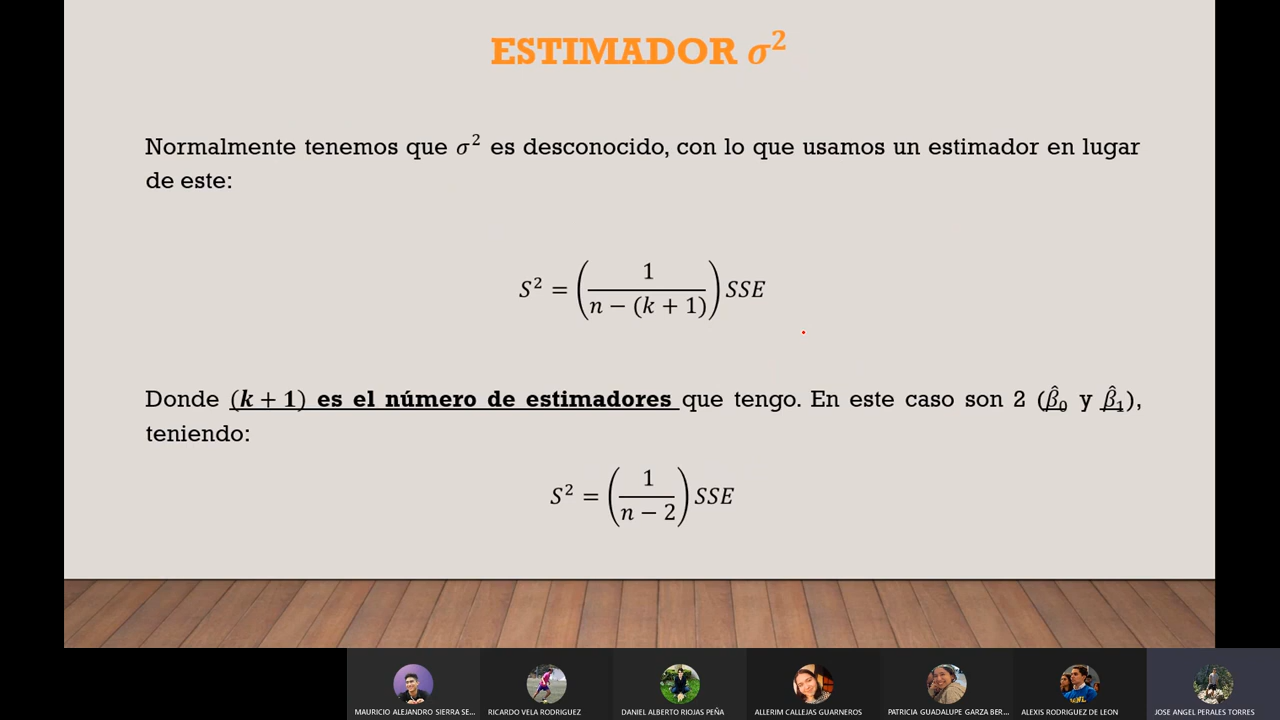 ESTIMADOR σ²
Normalmente tenemos que σ² es desconocido, con lo que usamos un estimador en lugar
de este:
S² = (1 / (n − (k + 1))) SSE
Donde (k + 1) es el número de estimadores que tengo. En este caso son 2 (β̂₀ y β̂₁),
teniendo:
S² = (1 / (n − 2)) SSE
MAURICIO ALEJANDRO SIERRA SE...
RICARDO VELA RODRIGUEZ
DANIEL ALBERTO RIOJAS PEÑA
ALLERIM CALLEJAS GUARNEROS
PATRICIA GUADALUPE GARZA BER...
ALEXIS RODRIGUEZ DE LEON
JOSE ANGEL PERALES TORRES